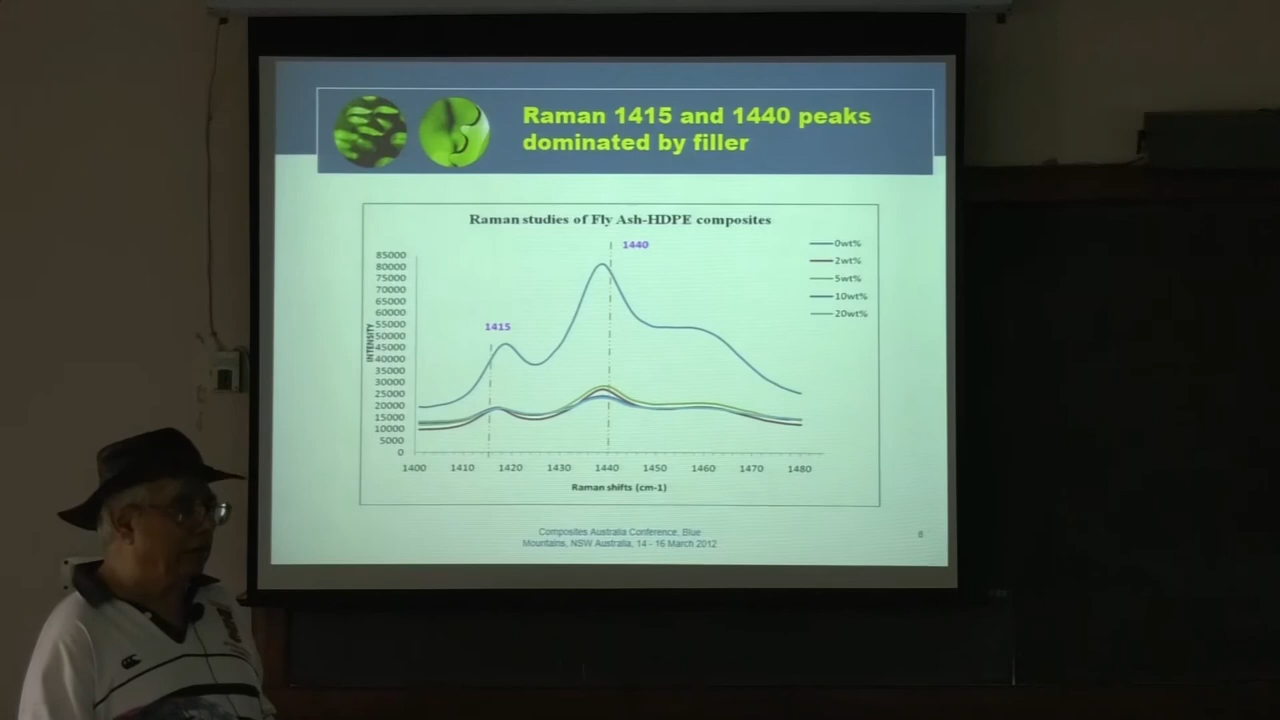 Raman 1415 and 1440 peaks
dominated by filler
Raman studies of Fly Ash-HDPE composites
1440
1415
INTENSITY
85000
80000
75000
70000
65000
60000
55000
50000
45000
40000
35000
30000
25000
20000
15000
10000
5000
0
1400 1410 1420 1430 1440 1450 1460 1470 1480
Raman shifts (cm-1)
0wt%
2wt%
5wt%
10wt%
20wt%
Composites Australia Conference, Blue
Mountains, NSW Australia, 14 - 16 March 2012
8